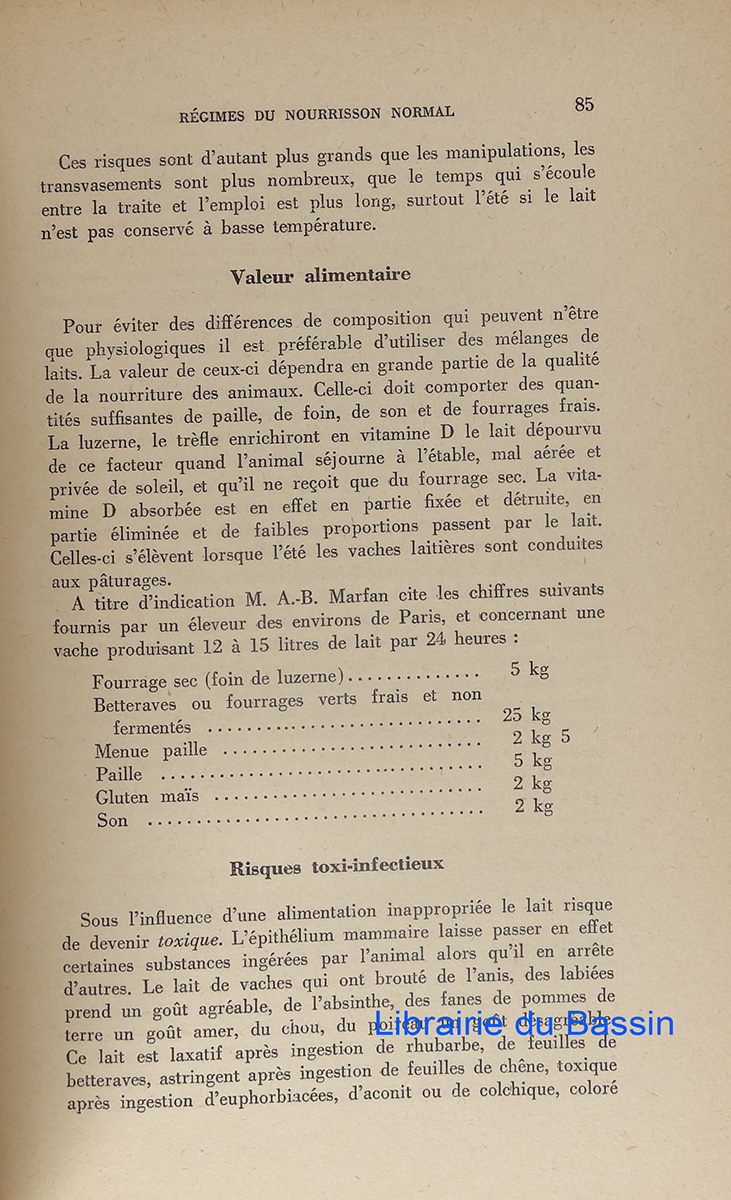 RÉGIMES DU NOURRISSON NORMAL 85
Ces risques sont d'autant plus grands que les manipulations, les
transvasements sont plus nombreux, que le temps qui s'écoule
entre la traite et l'emploi est plus long, surtout l'été si le lait
n'est pas conservé à basse température.
Valeur alimentaire
Pour éviter des différences de composition qui peuvent n'être
que physiologiques il est préférable d'utiliser des mélanges de
laits. La valeur de ceux-ci dépendra en grande partie de la qualité
de la nourriture des animaux. Celle-ci doit comporter des quan-
tités suffisantes de paille, de foin, de son et de fourrages frais.
La luzerne, le trèfle enrichiront en vitamine D le lait dépourvu
de ce facteur quand l'animal séjourne à l'étable, mal aérée et
privée de soleil, et qu'il ne reçoit que du fourrage sec. La vita-
mine D absorbée est en effet en partie fixée et détruite, en
partie éliminée et de faibles proportions passent par le lait.
Celles-ci s'élèvent lorsque l'été les vaches laitières sont conduites
aux pâturages.
A titre d'indication M. A.-B. Marfan cite les chiffres suivants
fournis par un éleveur des environs de Paris, et concernant une
vache produisant 12 à 15 litres de lait par 24 heures :
Fourrage sec (foin de luzerne) .............. 5 kg
Betteraves ou fourrages verts frais et non
fermentés ............................ 25 kg
Menue paille ........................... 2 kg 5
Paille ................................. 5 kg
Gluten maïs ............................ 2 kg
Son ................................... 2 kg
Risques toxi-infectieux
Sous l'influence d'une alimentation inappropriée le lait risque
de devenir toxique. L'épithélium mammaire laisse passer en effet
certaines substances ingérées par l'animal alors qu'il en arrête
d'autres. Le lait de vaches qui ont brouté de l'anis, des labiées
prend un goût agréable, de l'absinthe, des fanes de pommes de
terre un goût amer, du chou, du goût désagréable.
Librairie du Bassin
Ce lait est laxatif après ingestion de rhubarbe, de feuilles de
betteraves, astringent après ingestion de feuilles de chêne, toxique
après ingestion d'euphorbiacées, d'aconit ou de colchique, coloré